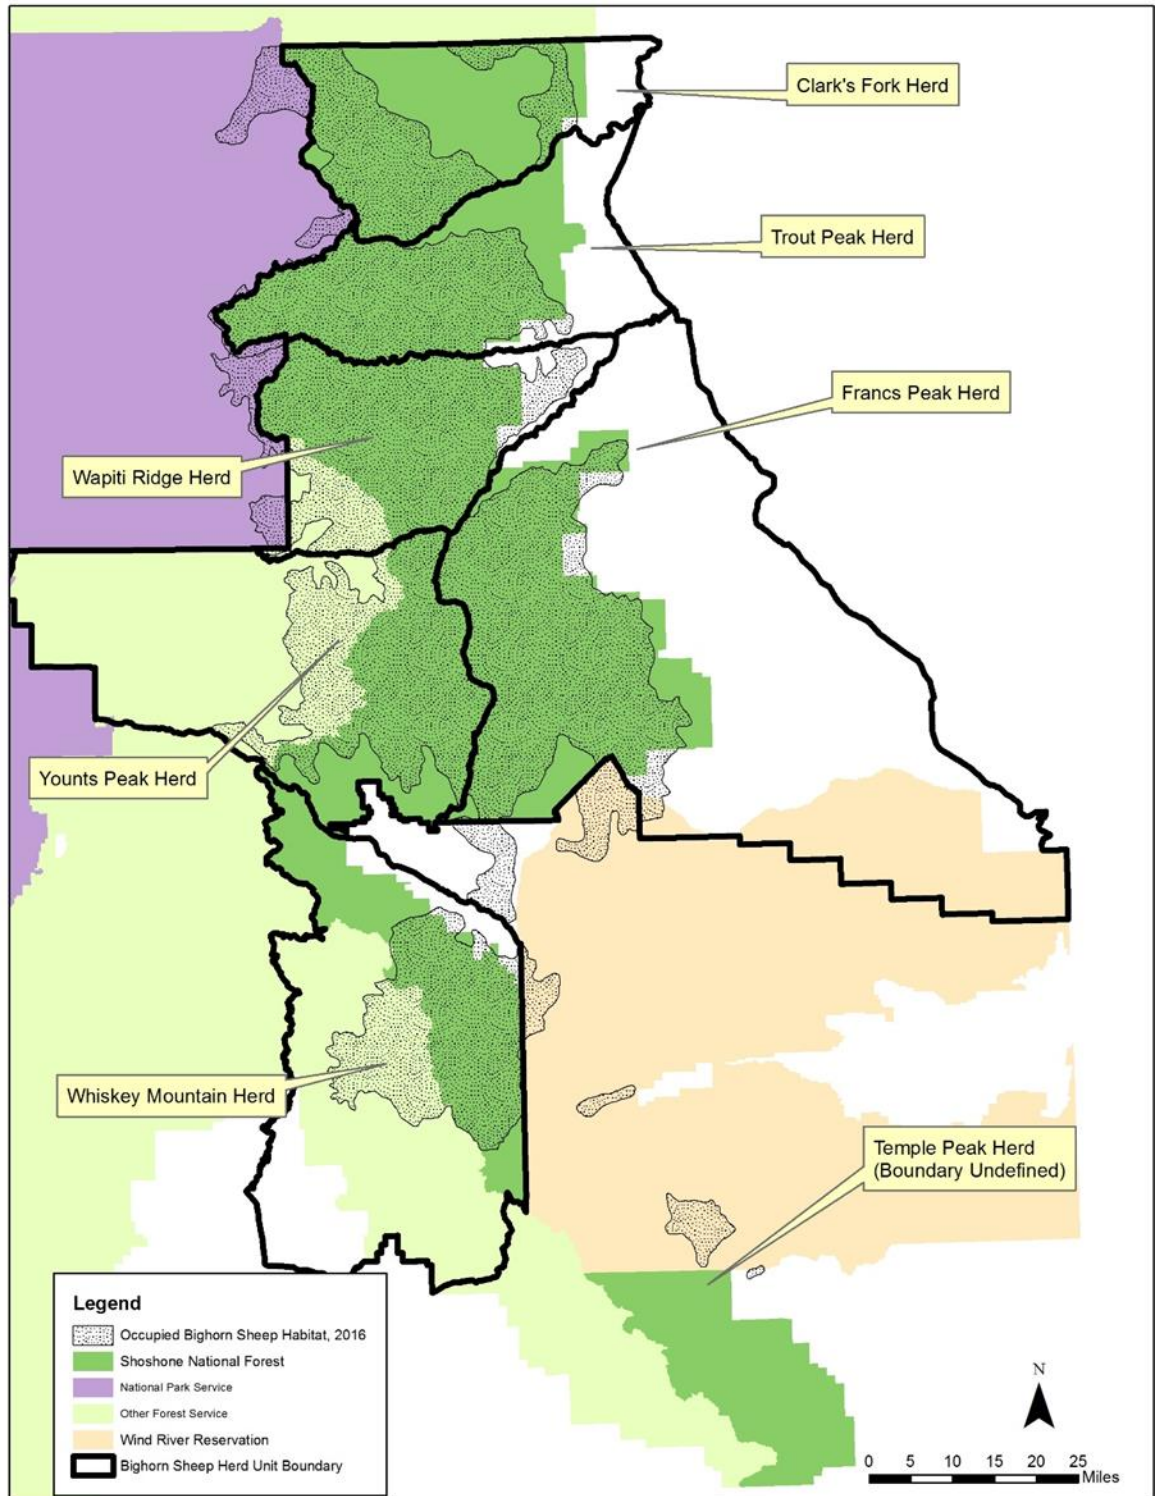 Clark's Fork Herd
Trout Peak Herd
Francs Peak Herd
Wapiti Ridge Herd
Younts Peak Herd
Whiskey Mountain Herd
Temple Peak Herd
(Boundary Undefined)
Legend
Occupied Bighorn Sheep Habitat, 2016
Shoshone National Forest
National Park Service
Other Forest Service
Wind River Reservation
Bighorn Sheep Herd Unit Boundary
N
0 5 10 15 20 25
Miles